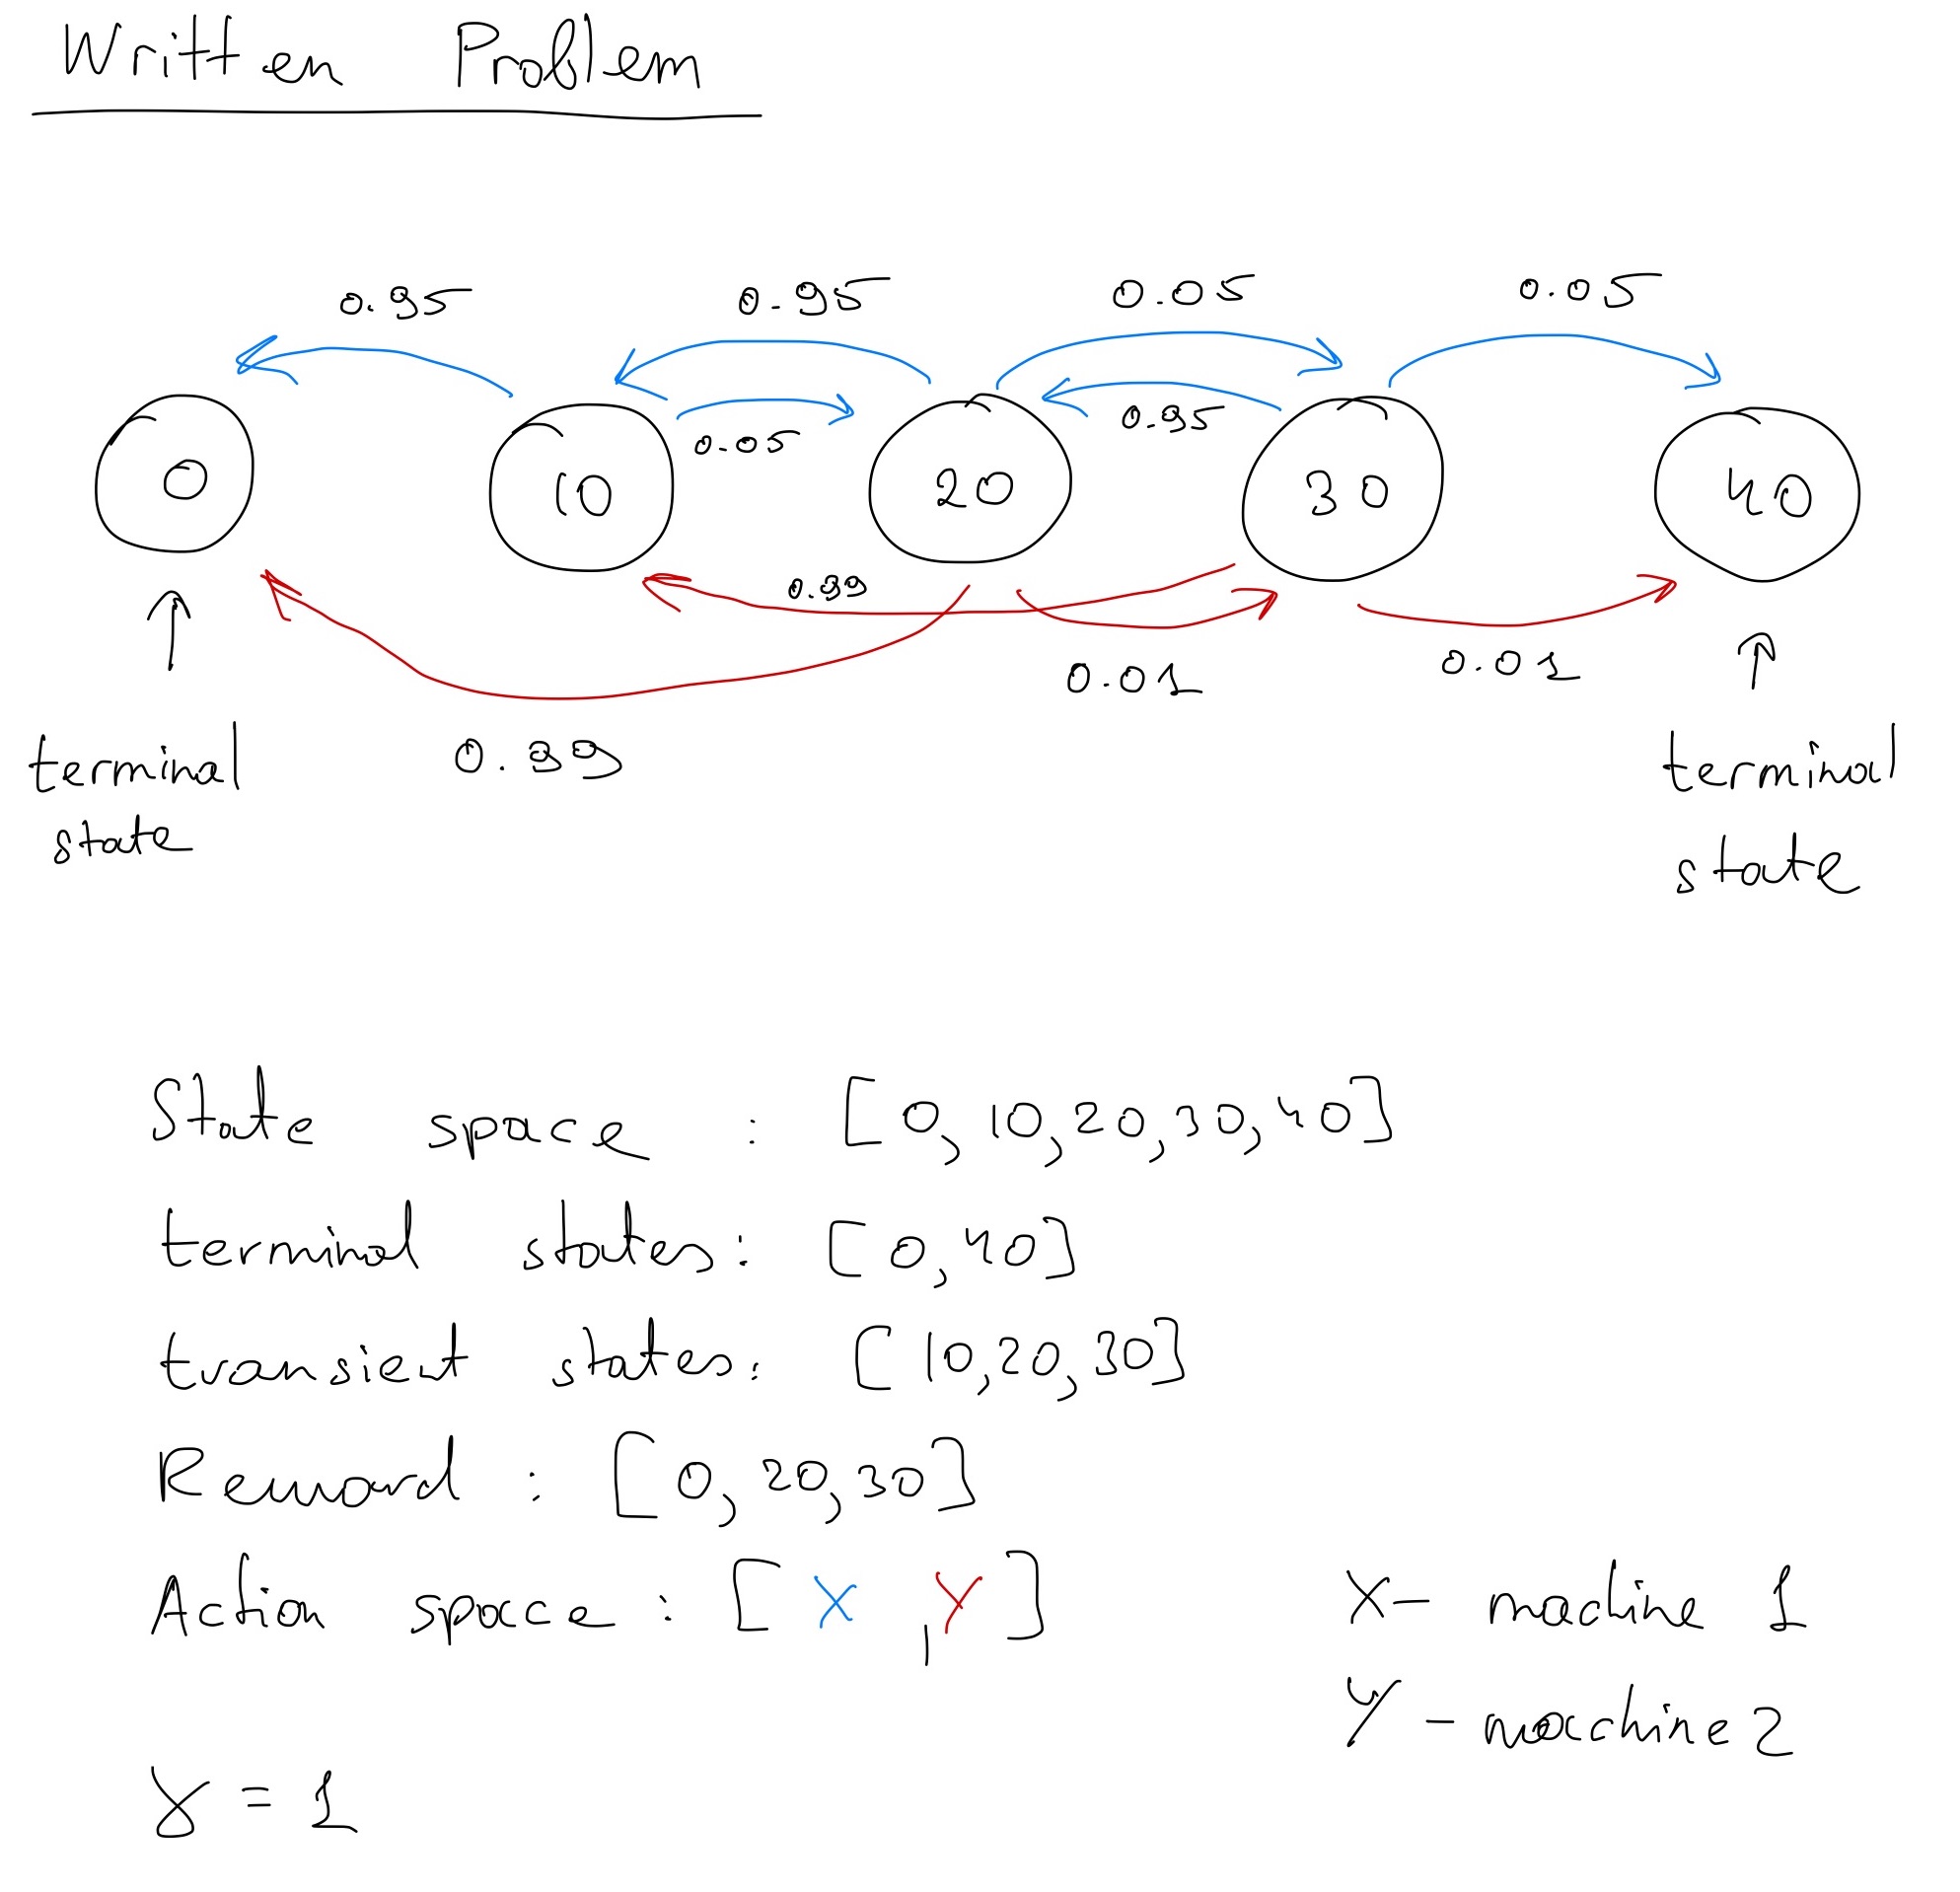 Written Problem
0.95 0.95 0.05 0.05
0.05 0.95
0 10 20 30 40
0.99
0.01 0.01
0.99
terminal state
terminal state
State space : [0, 10, 20, 30, 40]
terminal states: [0, 40]
transient states: [10, 20, 30]
Reward : [0, 20, 30]
Action space : [X, Y]
X- machine 1
Y - machine 2
γ = 1